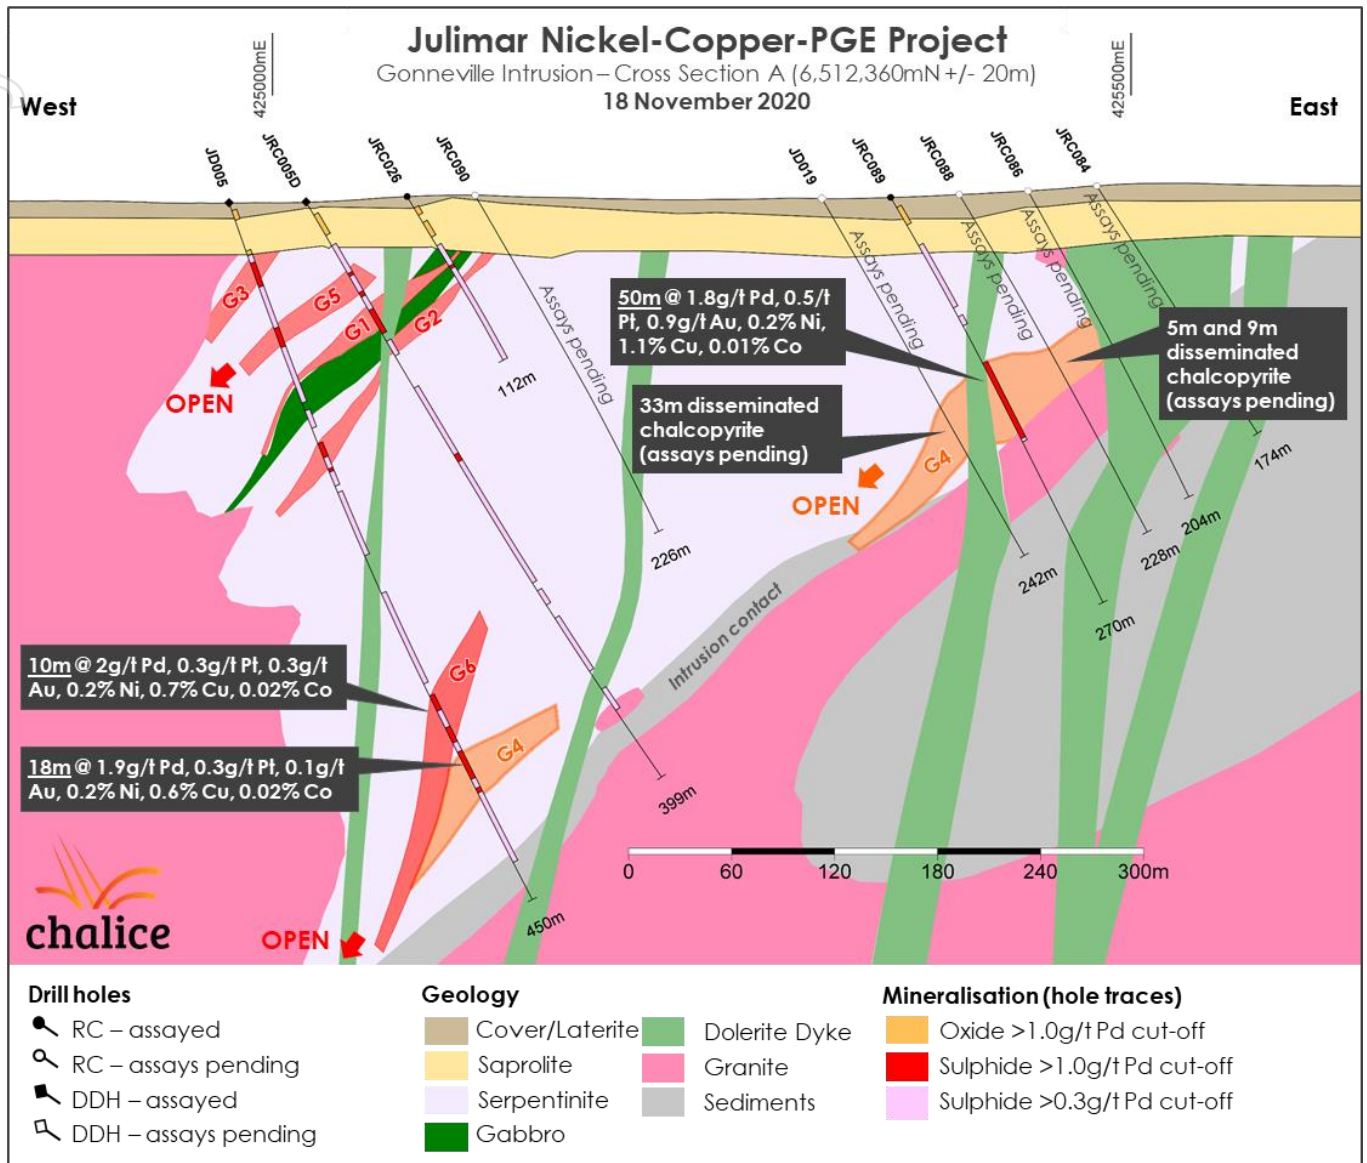 Julimar Nickel-Copper-PGE Project
Gonneville Intrusion – Cross Section A (6,512,360mN +/- 20m)
18 November 2020
425000mE
425500mE
West
East
JD005
JRC005D
JRC026
JRC090
JD019
JRC089
JRC088
JRC086
JRC084
Assays pending
Assays pending
Assays pending
Assays pending
Assays pending
G3
G5
G1
G2
OPEN
112m
226m
50m @ 1.8g/t Pd, 0.5/t
Pt, 0.9g/t Au, 0.2% Ni,
1.1% Cu, 0.01% Co
33m disseminated
chalcopyrite
(assays pending)
5m and 9m
disseminated
chalcopyrite
(assays pending)
G4
OPEN
174m
204m
228m
242m
270m
Intrusion contact
10m @ 2g/t Pd, 0.3g/t Pt, 0.3g/t
Au, 0.2% Ni, 0.7% Cu, 0.02% Co
G6
G4
18m @ 1.9g/t Pd, 0.3g/t Pt, 0.1g/t
Au, 0.2% Ni, 0.6% Cu, 0.02% Co
399m
450m
OPEN
0 60 120 180 240 300m
chalice
Drill holes
RC – assayed
RC – assays pending
DDH – assayed
DDH – assays pending
Geology
Cover/Laterite
Saprolite
Serpentinite
Gabbro
Dolerite Dyke
Granite
Sediments
Mineralisation (hole traces)
Oxide >1.0g/t Pd cut-off
Sulphide >1.0g/t Pd cut-off
Sulphide >0.3g/t Pd cut-off